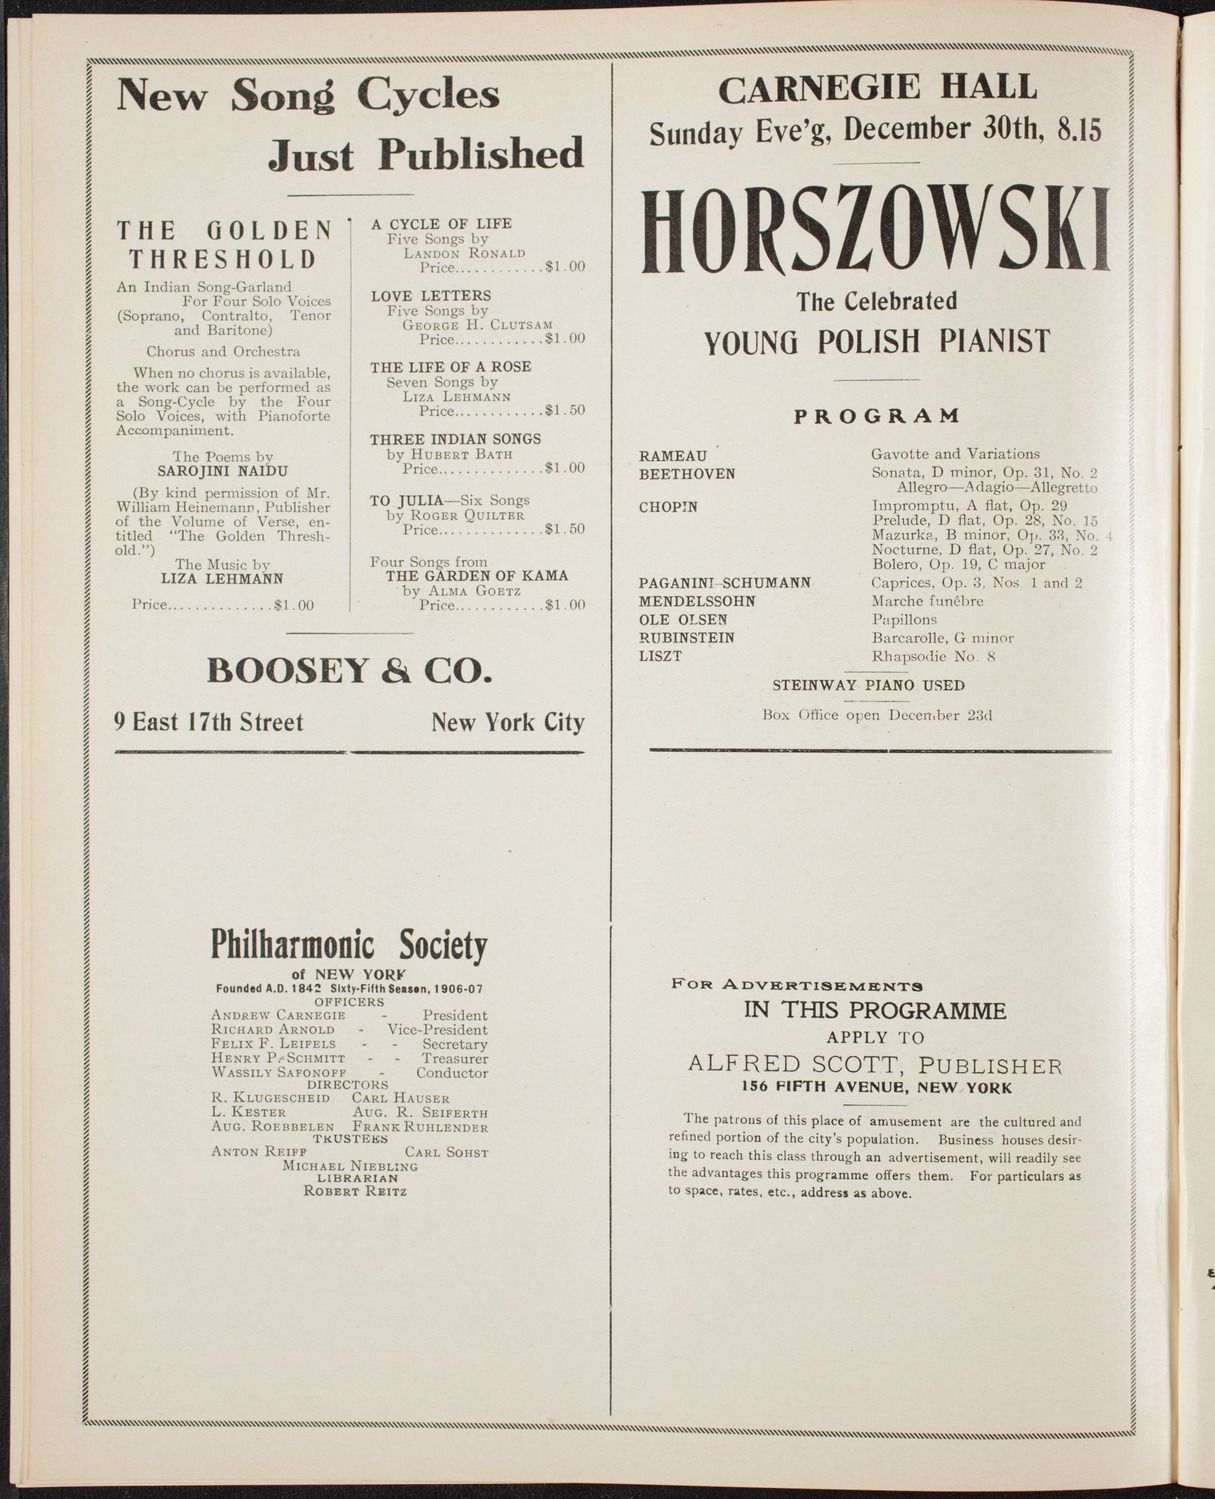 New Song Cycles
Just Published
THE GOLDEN
THRESHOLD
An Indian Song-Garland
For Four Solo Voices
(Soprano, Contralto, Tenor
and Baritone)
Chorus and Orchestra
When no chorus is available,
the work can be performed as
a Song-Cycle by the Four
Solo Voices, with Pianoforte
Accompaniment.
The Poems by
SAROJINI NAIDU
(By kind permission of Mr.
William Heinemann, Publisher
of the Volume of Verse, en-
titled "The Golden Thresh-
old.")
The Music by
LIZA LEHMANN
Price..............$1.00
A CYCLE OF LIFE
Five Songs by
LANDON RONALD
Price............$1.00
LOVE LETTERS
Five Songs by
GEORGE H. CLUTSAM
Price............$1.00
THE LIFE OF A ROSE
Seven Songs by
LIZA LEHMANN
Price............$1.50
THREE INDIAN SONGS
by HUBERT BATH
Price..............$1.00
TO JULIA—Six Songs
by ROGER QUILTER
Price..............$1.50
Four Songs from
THE GARDEN OF KAMA
by ALMA GOETZ
Price............$1.00
BOOSEY & CO.
9 East 17th Street New York City
Philharmonic Society
of NEW YORK
Founded A.D. 1842 Sixty-Fifth Season, 1906-07
OFFICERS
ANDREW CARNEGIE - President
RICHARD ARNOLD - Vice-President
FELIX F. LEIFELS - - Secretary
HENRY P. SCHMITT - - Treasurer
WASSILY SAFONOFF - Conductor
DIRECTORS
R. KLUGESCHEID CARL HAUSER
L. KESTER AUG. R. SEIFERTH
AUG. ROEBBELEN FRANK RUHLENDER
TRUSTEES
ANTON REIFF CARL SOHST
MICHAEL NIEBLING
LIBRARIAN
ROBERT REITZ
CARNEGIE HALL
Sunday Eve'g, December 30th, 8.15
HORSZOWSKI
The Celebrated
YOUNG POLISH PIANIST
PROGRAM
RAMEAU Gavotte and Variations
BEETHOVEN Sonata, D minor, Op. 31, No. 2
Allegro—Adagio—Allegretto
CHOPIN Impromptu, A flat, Op. 29
Prelude, D flat, Op. 28, No. 15
Mazurka, B minor, Op. 33, No. 4
Nocturne, D flat, Op. 27, No. 2
Bolero, Op. 19, C major
PAGANINI-SCHUMANN Caprices, Op. 3, Nos. 1 and 2
MENDELSSOHN Marche funêbre
OLE OLSEN Papillons
RUBINSTEIN Barcarolle, G minor
LISZT Rhapsodie No. 8
STEINWAY PIANO USED
Box Office open December 23d
FOR ADVERTISEMENTS
IN THIS PROGRAMME
APPLY TO
ALFRED SCOTT, PUBLISHER
156 FIFTH AVENUE, NEW YORK
The patrons of this place of amusement are the cultured and
refined portion of the city's population. Business houses desir-
ing to reach this class through an advertisement, will readily see
the advantages this programme offers them. For particulars as
to space, rates, etc., address as above.